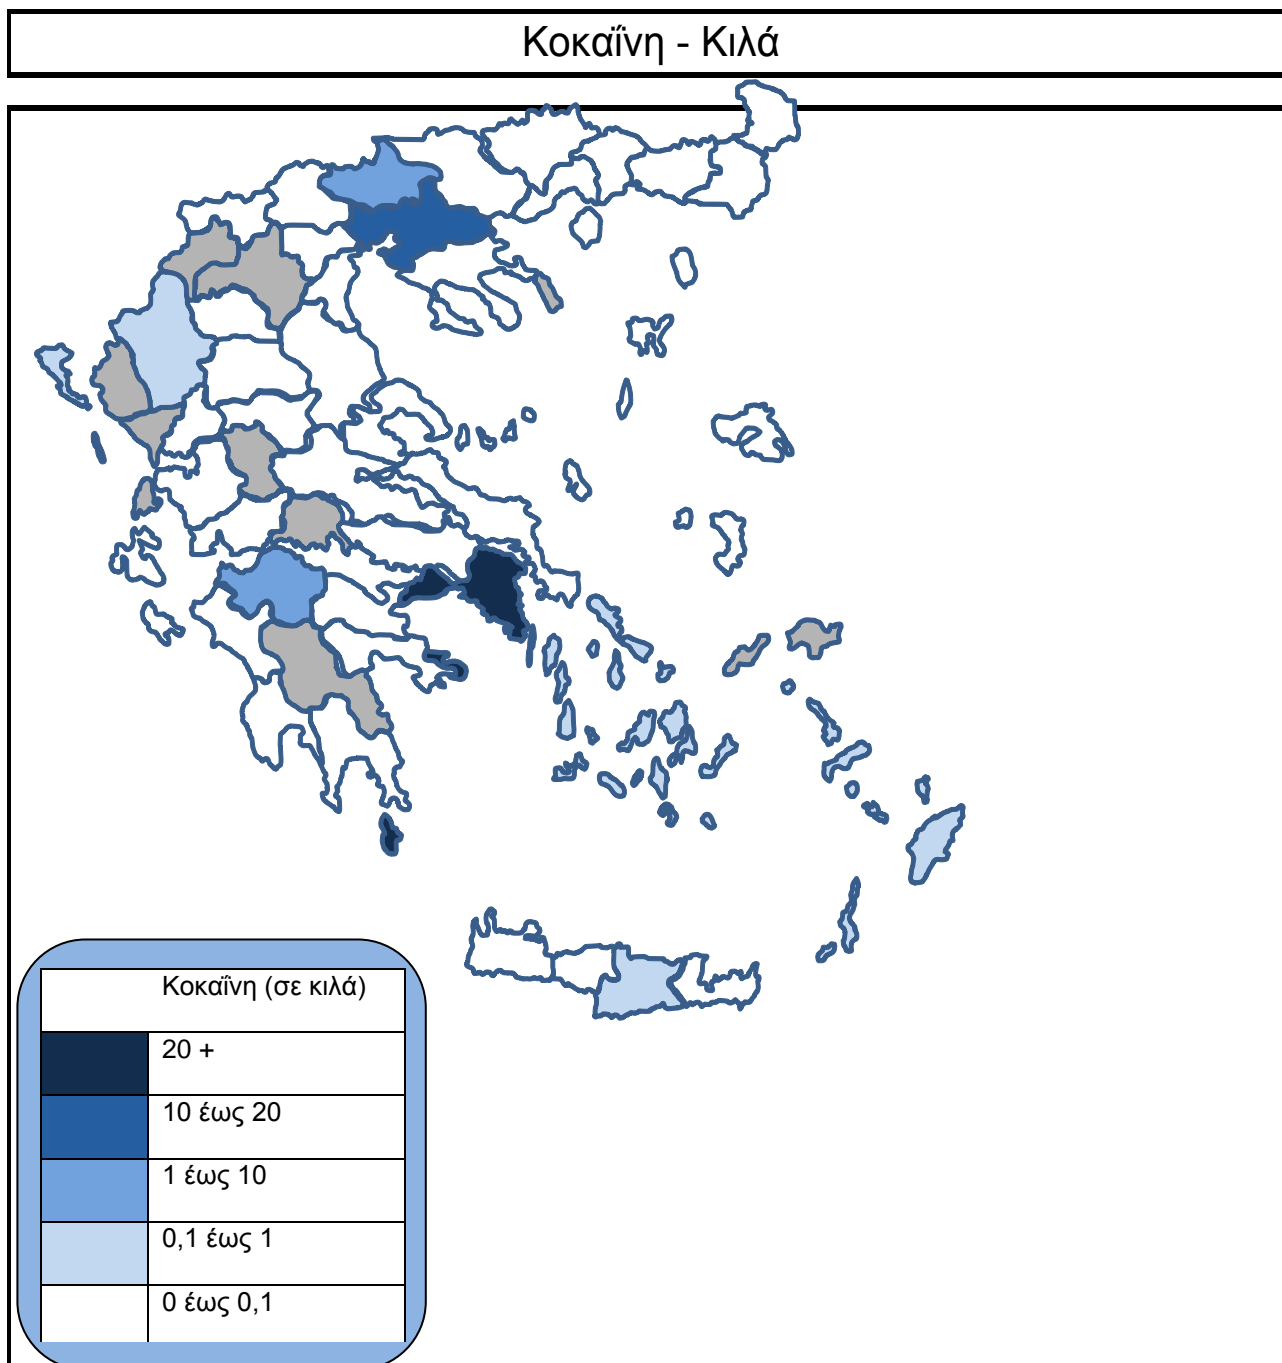 Κοκαΐνη - Κιλά
Κοκαΐνη (σε κιλά)
20 +
10 έως 20
1 έως 10
0,1 έως 1
0 έως 0,1